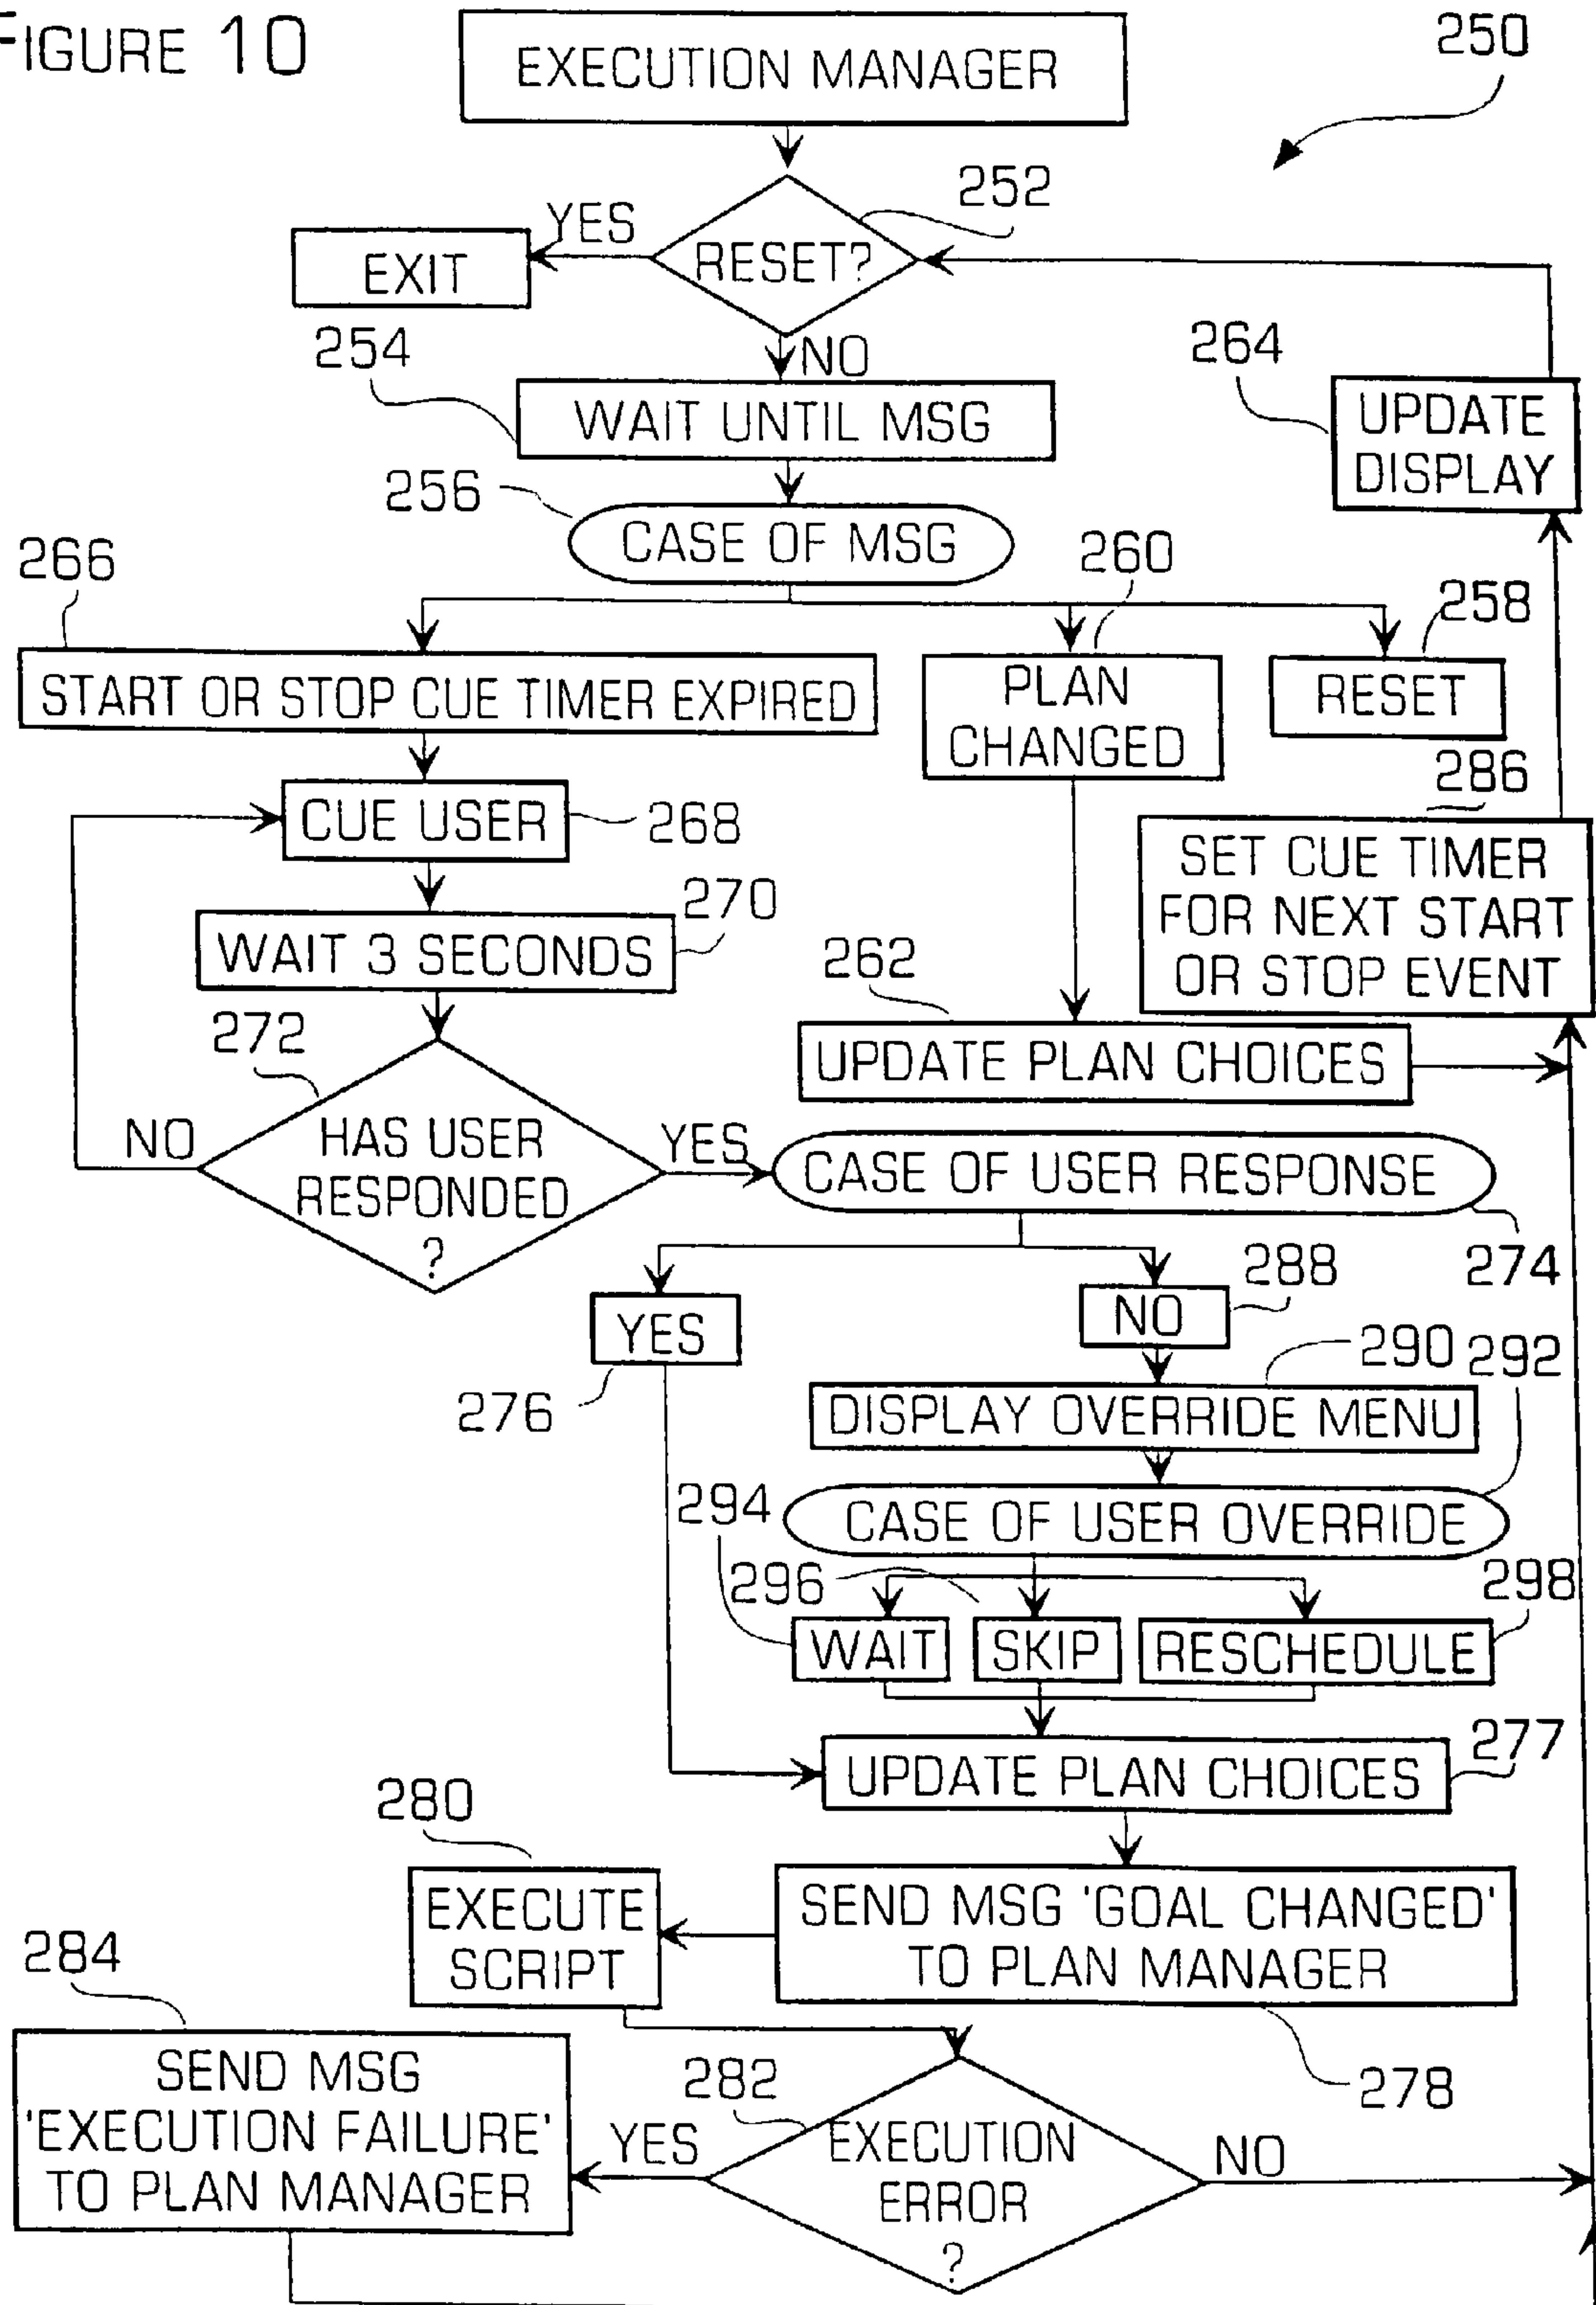 FIGURE 10
EXECUTION MANAGER
250
252
YES
RESET?
EXIT
254
NO
264
WAIT UNTIL MSG
UPDATE
DISPLAY
256
CASE OF MSG
266
260
258
START OR STOP CUE TIMER EXPIRED
PLAN
CHANGED
RESET
286
CUE USER
268
SET CUE TIMER
FOR NEXT START
OR STOP EVENT
270
WAIT 3 SECONDS
262
272
UPDATE PLAN CHOICES
NO
HAS USER
RESPONDED
?
YES
CASE OF USER RESPONSE
274
288
YES
NO
276
290
292
DISPLAY OVERRIDE MENU
294
CASE OF USER OVERRIDE
296
298
WAIT
SKIP
RESCHEDULE
277
UPDATE PLAN CHOICES
280
EXECUTE
SCRIPT
SEND MSG 'GOAL CHANGED'
TO PLAN MANAGER
284
278
SEND MSG
'EXECUTION FAILURE'
TO PLAN MANAGER
282
YES
EXECUTION
ERROR
?
NO